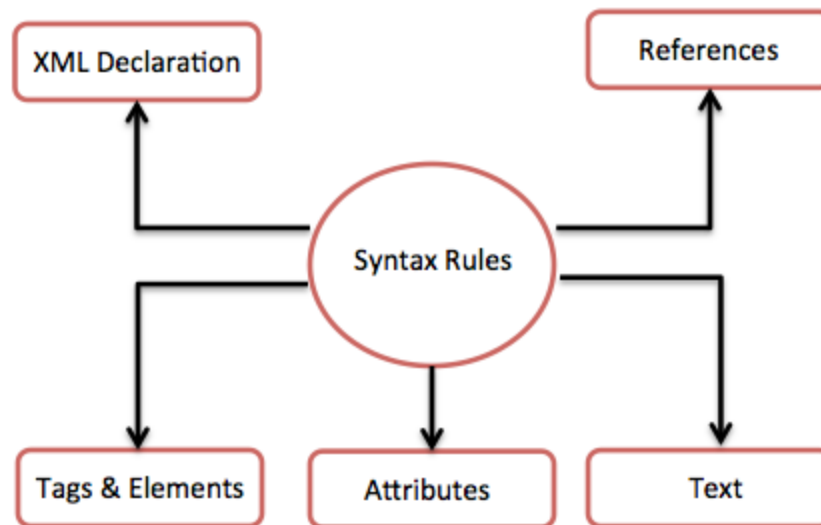 XML Declaration
References
Syntax Rules
Tags & Elements
Attributes
Text